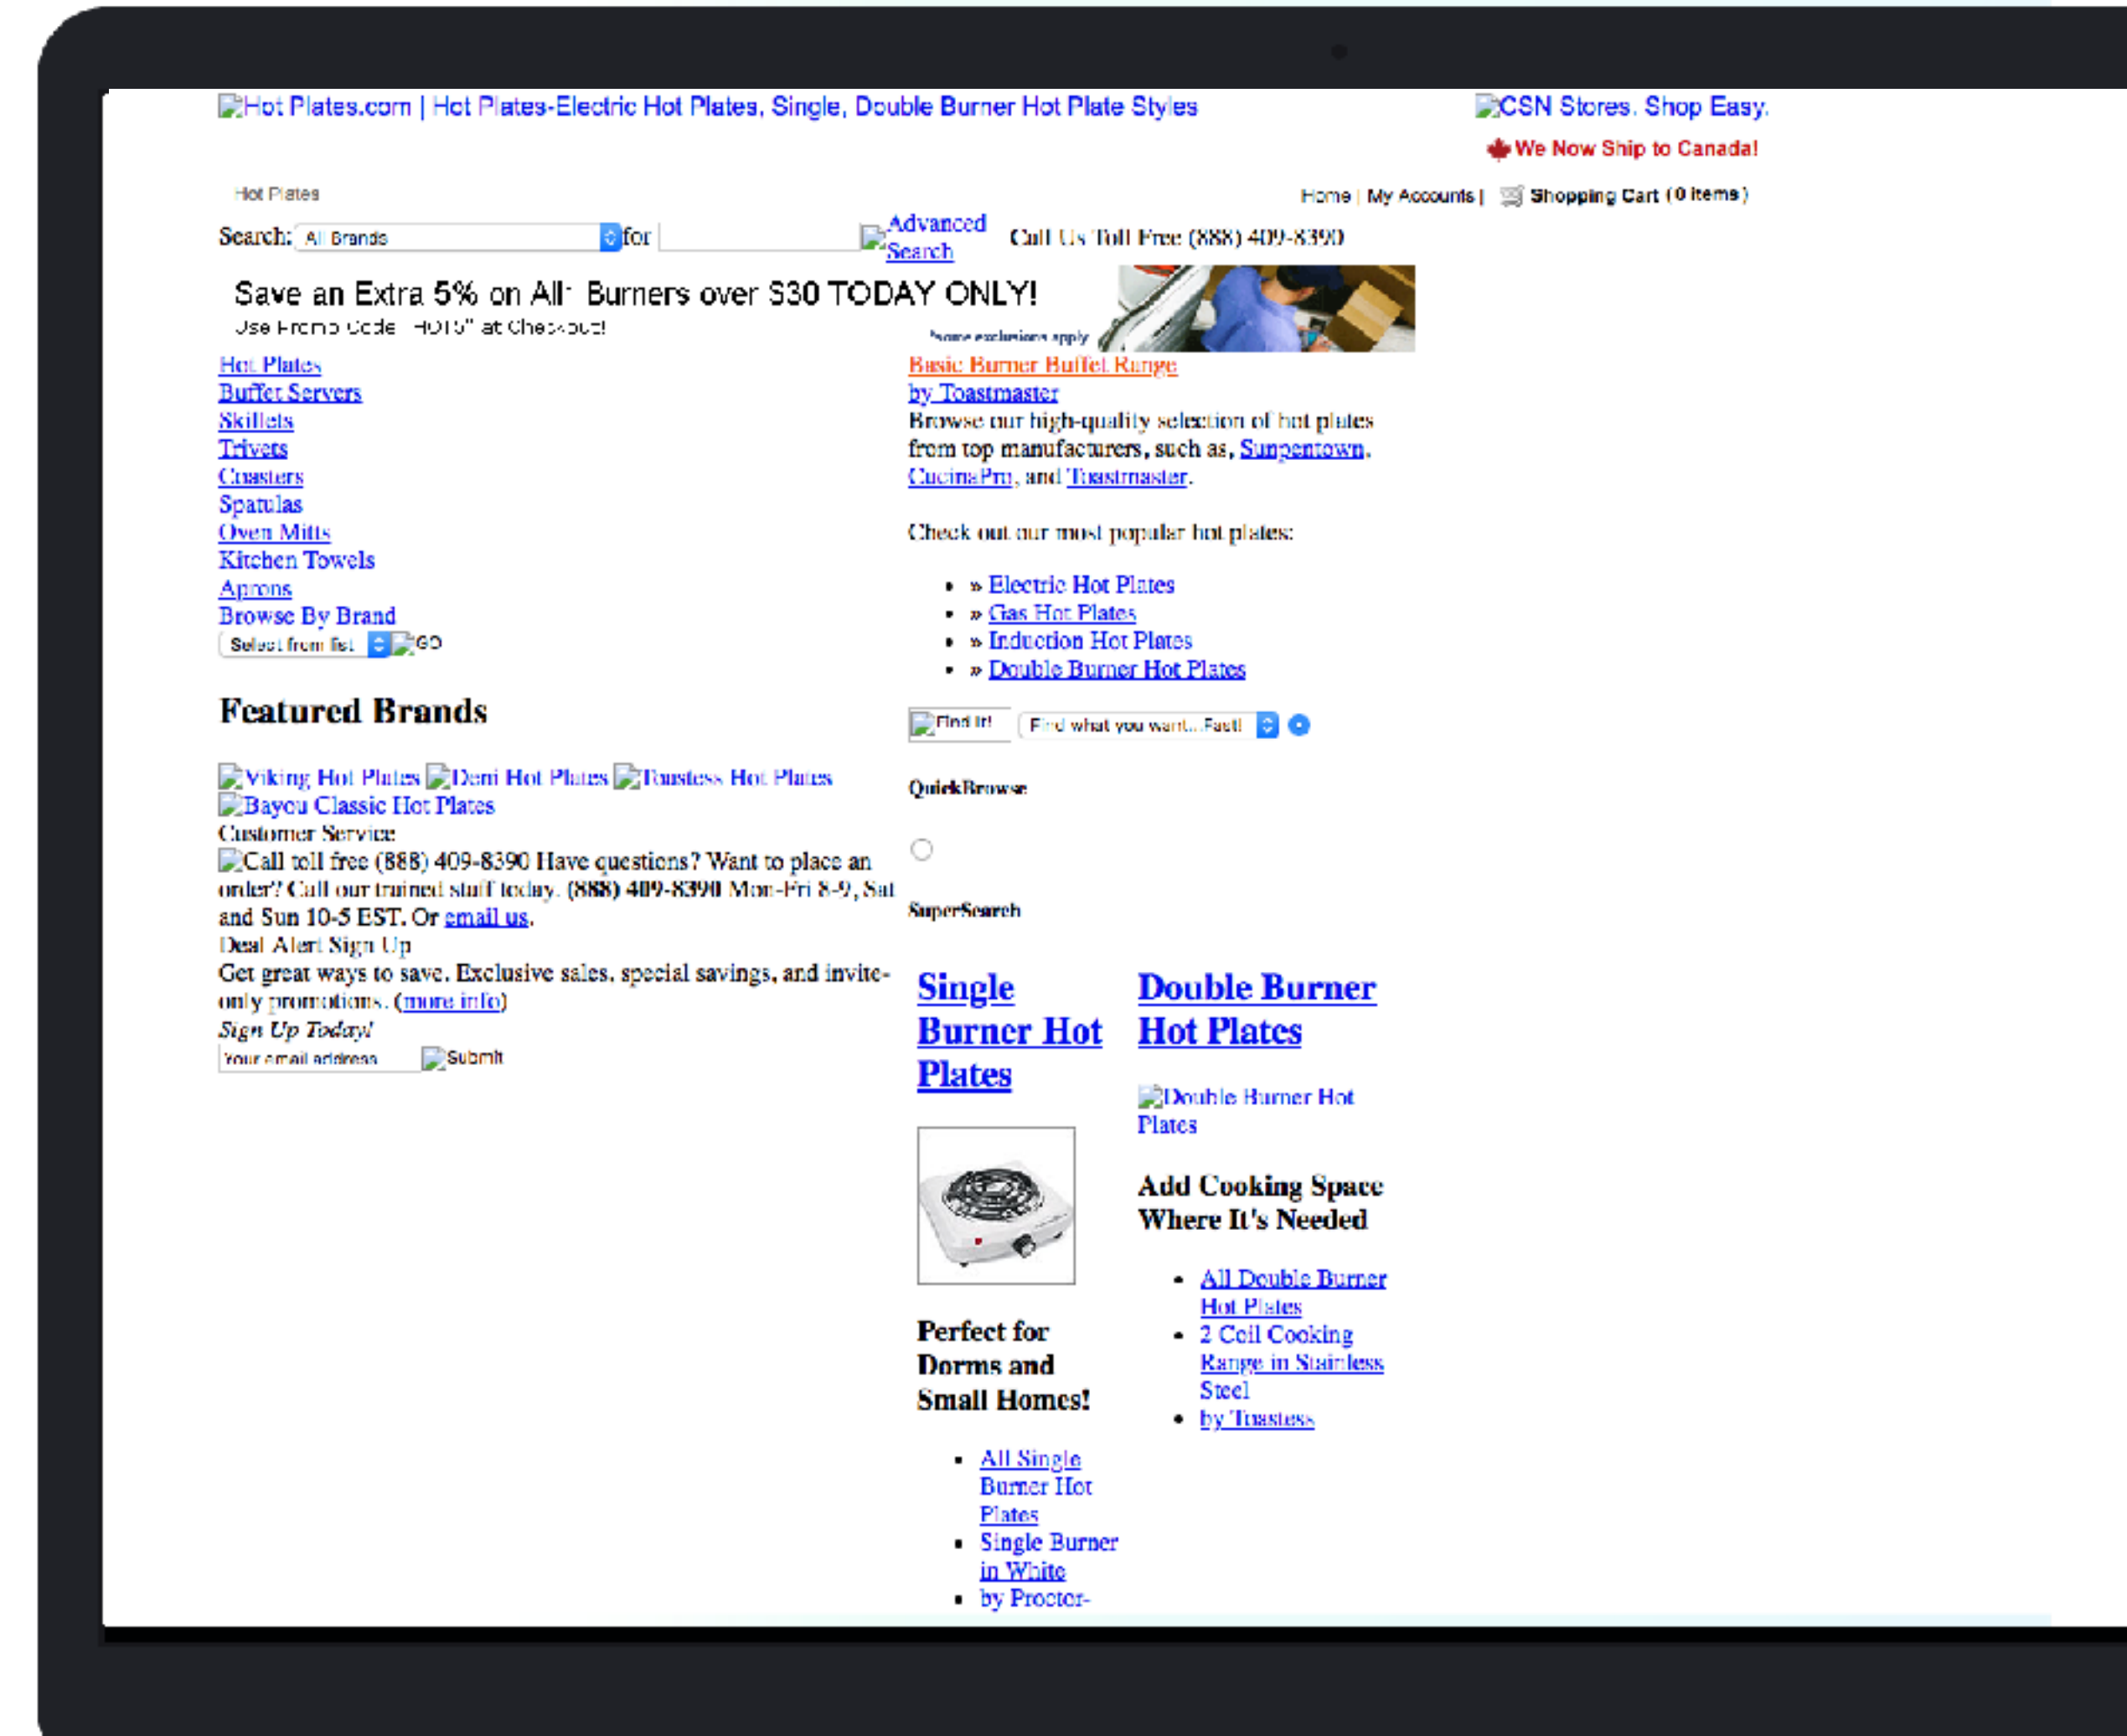 Hot Plates.com | Hot Plates-Electric Hot Plates, Single, Double Burner Hot Plate Styles
CSN Stores. Shop Easy.
We Now Ship to Canada!
Hot Plates
Home | My Accounts | Shopping Cart (0 items)
Search: All Brands for Advanced Search
Call Us Toll Free (888) 409-8390
Save an Extra 5% on All* Burners over $30 TODAY ONLY!
Use Promo Code "HOT5" at Checkout!
*some exclusions apply
Hot Plates
Buffet Servers
Skillets
Trivets
Coasters
Spatulas
Oven Mitts
Kitchen Towels
Aprons
Browse By Brand
Select from list GO
Featured Brands
Viking Hot Plates Deni Hot Plates Toastess Hot Plates
Bayou Classic Hot Plates
Customer Service
Call toll free (888) 409-8390 Have questions? Want to place an
order? Call our trained staff today. (888) 409-8390 Mon-Fri 8-9, Sat
and Sun 10-5 EST. Or email us.
Deal Alert Sign Up
Get great ways to save. Exclusive sales, special savings, and invite-
only promotions. (more info)
Sign Up Today!
Your email address Submit
Basic Burner Buffet Range
by Toastmaster
Browse our high-quality selection of hot plates
from top manufacturers, such as, Sunpentown,
CucinaPro, and Toastmaster.
Check out our most popular hot plates:
• » Electric Hot Plates
• » Gas Hot Plates
• » Induction Hot Plates
• » Double Burner Hot Plates
Find It! Find what you want...Fast!
QuickBrowse
SuperSearch
Single
Burner Hot
Plates
Perfect for
Dorms and
Small Homes!
• All Single
Burner Hot
Plates
• Single Burner
in White
• by Proctor-
Double Burner
Hot Plates
Double Burner Hot
Plates
Add Cooking Space
Where It's Needed
• All Double Burner
Hot Plates
• 2 Coil Cooking
Range in Stainless
Steel
• by Toastess